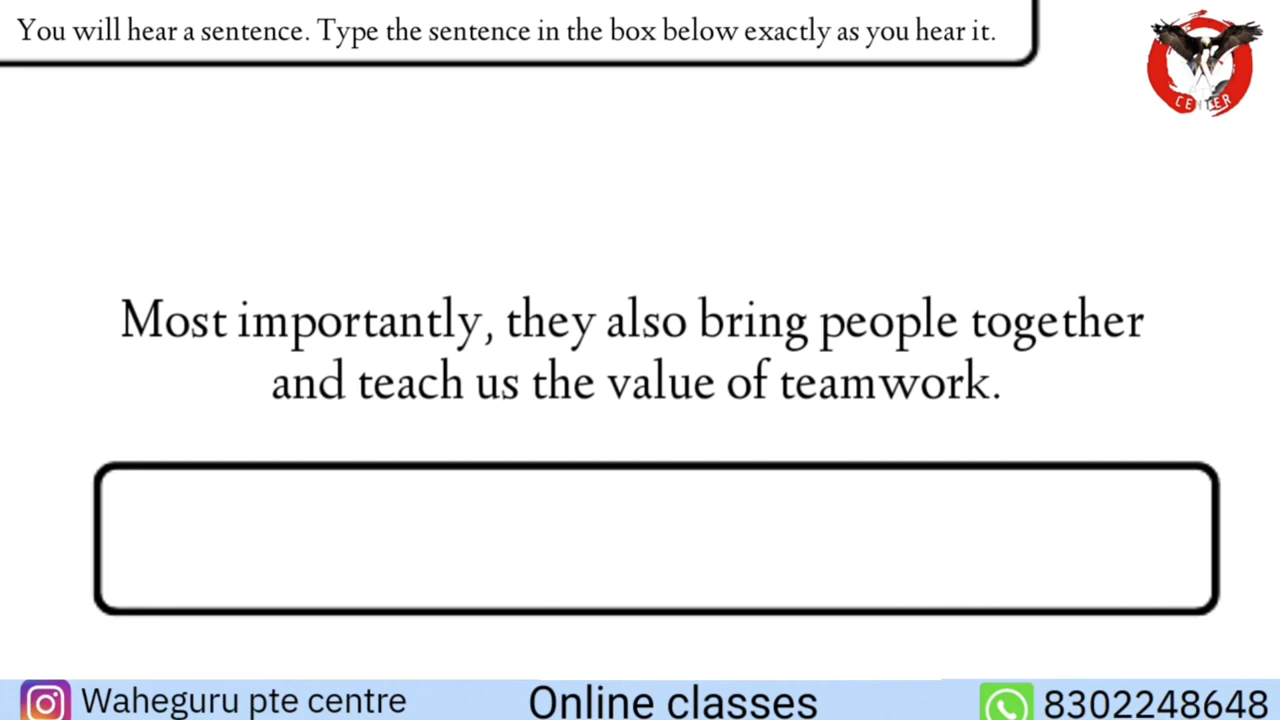 You will hear a sentence. Type the sentence in the box below exactly as you hear it.
CENTER
Most importantly, they also bring people together
and teach us the value of teamwork.
Waheguru pte centre
Online classes
8302248648